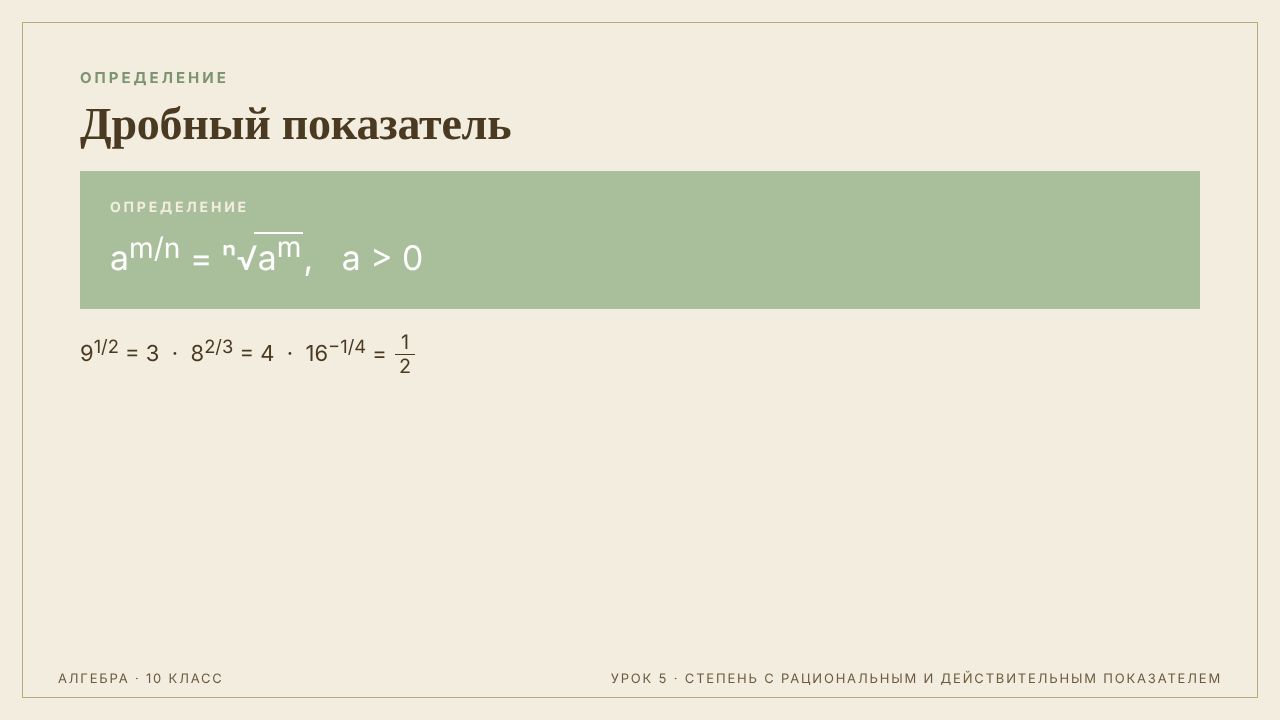 ОПРЕДЕЛЕНИЕ
Дробный показатель
ОПРЕДЕЛЕНИЕ
a^(m/n) = ⁿ√(a^m), a > 0
9^(1/2) = 3 · 8^(2/3) = 4 · 16^(−1/4) = 1/2
АЛГЕБРА · 10 КЛАСС
УРОК 5 · СТЕПЕНЬ С РАЦИОНАЛЬНЫМ И ДЕЙСТВИТЕЛЬНЫМ ПОКАЗАТЕЛЕМ